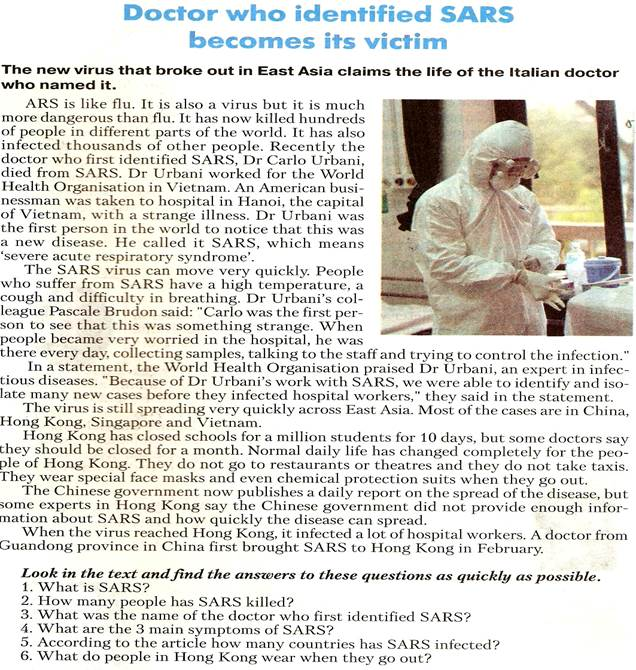 Doctor who identified SARS
becomes its victim
The new virus that broke out in East Asia claims the life of the Italian doctor
who named it.
ARS is like flu. It is also a virus but it is much
more dangerous than flu. It has now killed hundreds
of people in different parts of the world. It has also
infected thousands of other people. Recently the
doctor who first identified SARS, Dr Carlo Urbani,
died from SARS. Dr Urbani worked for the World
Health Organisation in Vietnam. An American busi-
nessman was taken to hospital in Hanoi, the capital
of Vietnam, with a strange illness. Dr Urbani was
the first person in the world to notice that this was
a new disease. He called it SARS, which means
'severe acute respiratory syndrome'.
The SARS virus can move very quickly. People
who suffer from SARS have a high temperature, a
cough and difficulty in breathing. Dr Urbani's col-
league Pascale Brudon said: "Carlo was the first per-
son to see that this was something strange. When
people became very worried in the hospital, he was
there every day, collecting samples, talking to the staff and trying to control the infection."
In a statement, the World Health Organisation praised Dr Urbani, an expert in infec-
tious diseases. "Because of Dr Urbani's work with SARS, we were able to identify and iso-
late many new cases before they infected hospital workers," they said in the statement.
The virus is still spreading very quickly across East Asia. Most of the cases are in China,
Hong Kong, Singapore and Vietnam.
Hong Kong has closed schools for a million students for 10 days, but some doctors say
they should be closed for a month. Normal daily life has changed completely for the peo-
ple of Hong Kong. They do not go to restaurants or theatres and they do not take taxis.
They wear special face masks and even chemical protection suits when they go out.
The Chinese government now publishes a daily report on the spread of the disease, but
some experts in Hong Kong say the Chinese government did not provide enough infor-
mation about SARS and how quickly the disease can spread.
When the virus reached Hong Kong, it infected a lot of hospital workers. A doctor from
Guandong province in China first brought SARS to Hong Kong in February.
Look in the text and find the answers to these questions as quickly as possible.
1. What is SARS?
2. How many people has SARS killed?
3. What was the name of the doctor who first identified SARS?
4. What are the 3 main symptoms of SARS?
5. According to the article how many countries has SARS infected?
6. What do people in Hong Kong wear when they go out?